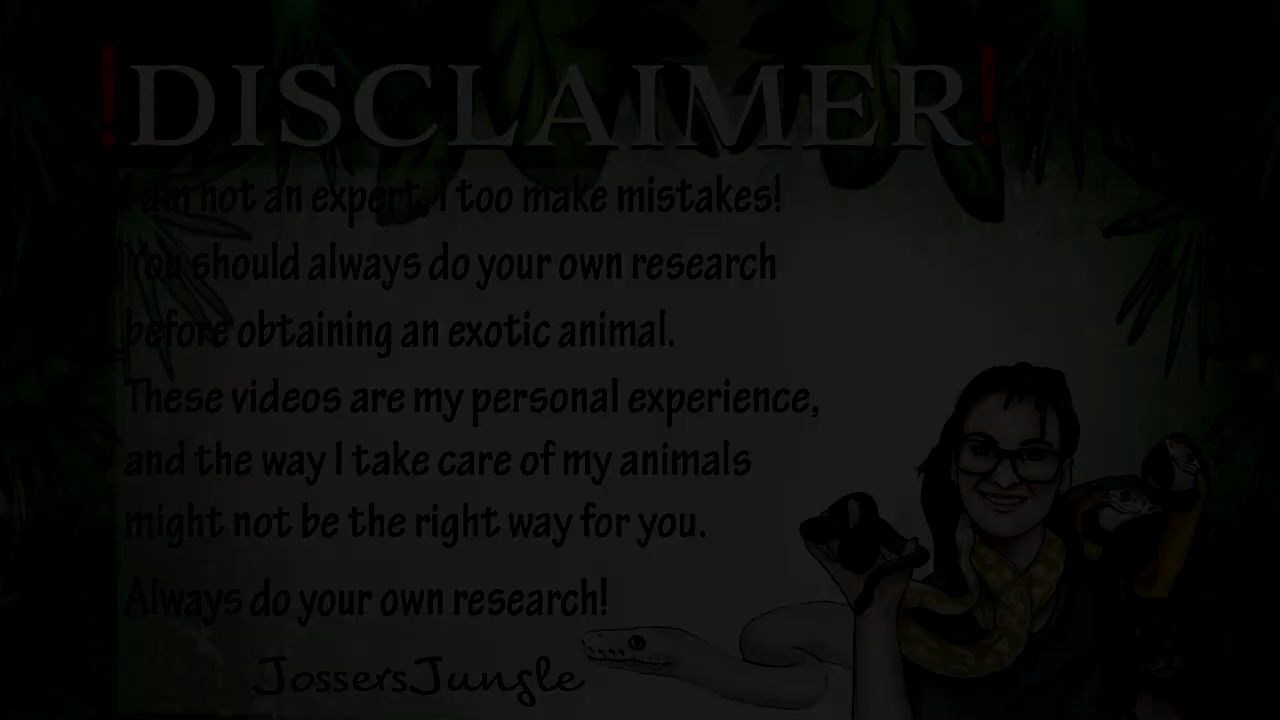 !DISCLAIMER!
I am not an expert, I too make mistakes!
You should always do your own research
before obtaining an exotic animal.
These videos are my personal experience,
and the way I take care of my animals
might not be the right way for you.
Always do your own research!
JossersJungle